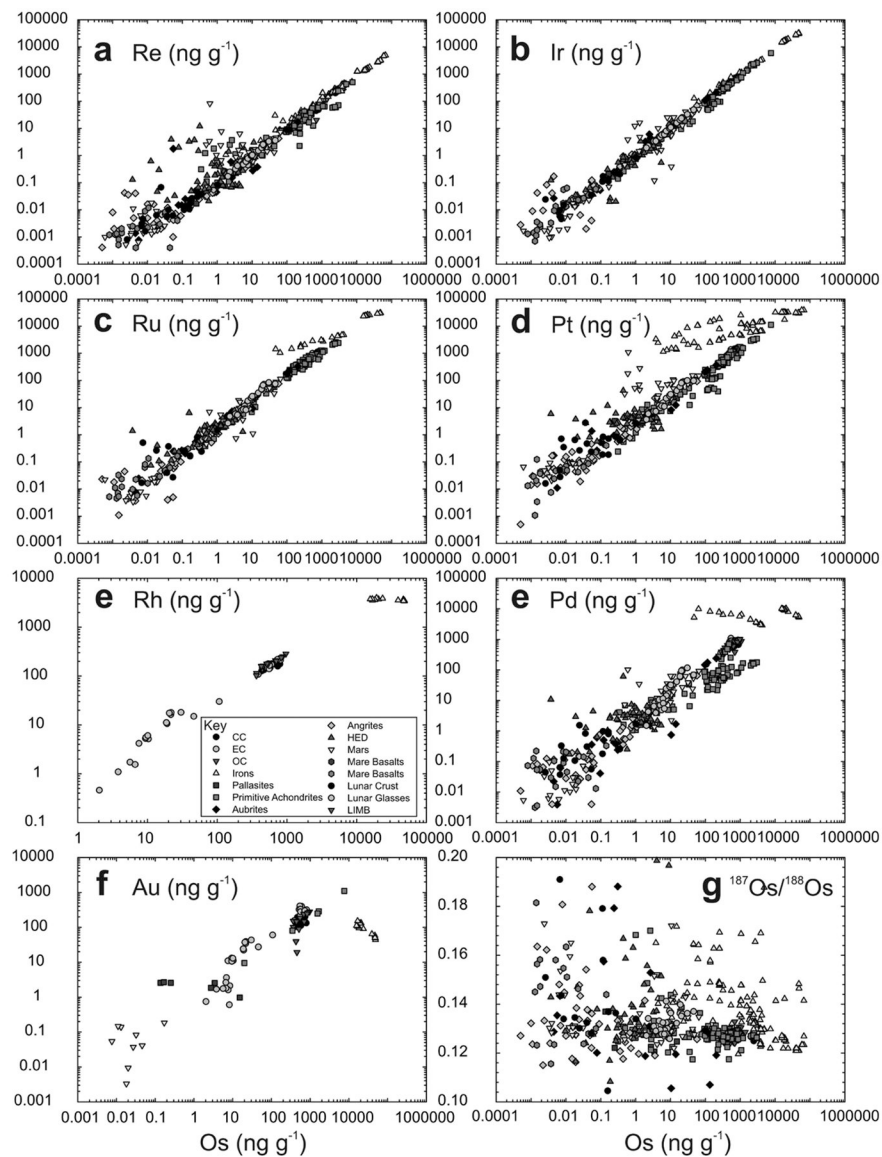 100000
10000
1000
100
10
1
0.1
0.01
0.001
0.0001
a Re (ng g⁻¹)
0.0001 0.01 1 100 10000 1000000
100000
10000
1000
100
10
1
0.1
0.01
0.001
0.0001
b Ir (ng g⁻¹)
0.0001 0.01 1 100 10000 1000000
100000
10000
1000
100
10
1
0.1
0.01
0.001
0.0001
c Ru (ng g⁻¹)
0.0001 0.01 1 100 10000 1000000
100000
10000
1000
100
10
1
0.1
0.01
0.001
0.0001
d Pt (ng g⁻¹)
0.0001 0.01 1 100 10000 1000000
10000
1000
100
10
1
0.1
e Rh (ng g⁻¹)
Key
CC
EC
OC
Irons
Pallasites
Primitive Achondrites
Aubrites
Angrites
HED
Mars
Mare Basalts
Mare Basalts
Lunar Crust
Lunar Glasses
LIMB
1 10 100 1000 10000 100000
100000
10000
1000
100
10
1
0.1
0.01
0.001
e Pd (ng g⁻¹)
0.0001 0.01 1 100 10000 1000000
10000
1000
100
10
1
0.1
0.01
0.001
f Au (ng g⁻¹)
0.001 0.1 10 1000 100000
Os (ng g⁻¹)
0.20
0.18
0.16
0.14
0.12
0.10
g ¹⁸⁷Os/¹⁸⁸Os
0.0001 0.01 1 100 10000 1000000
Os (ng g⁻¹)